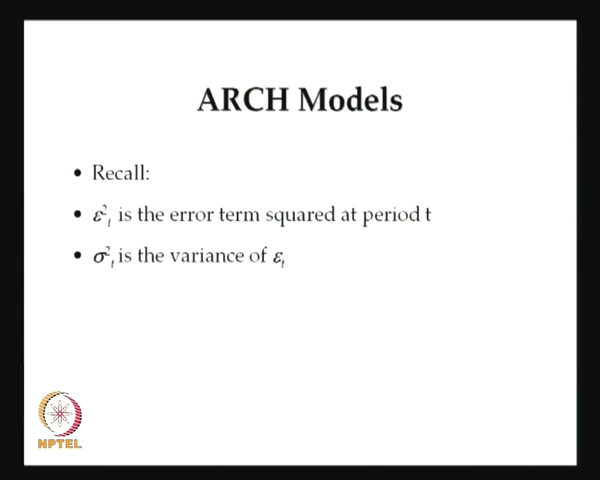 ARCH Models
• Recall:
• ε²ₜ is the error term squared at period t
• σ²ₜ is the variance of εₜ
NPTEL